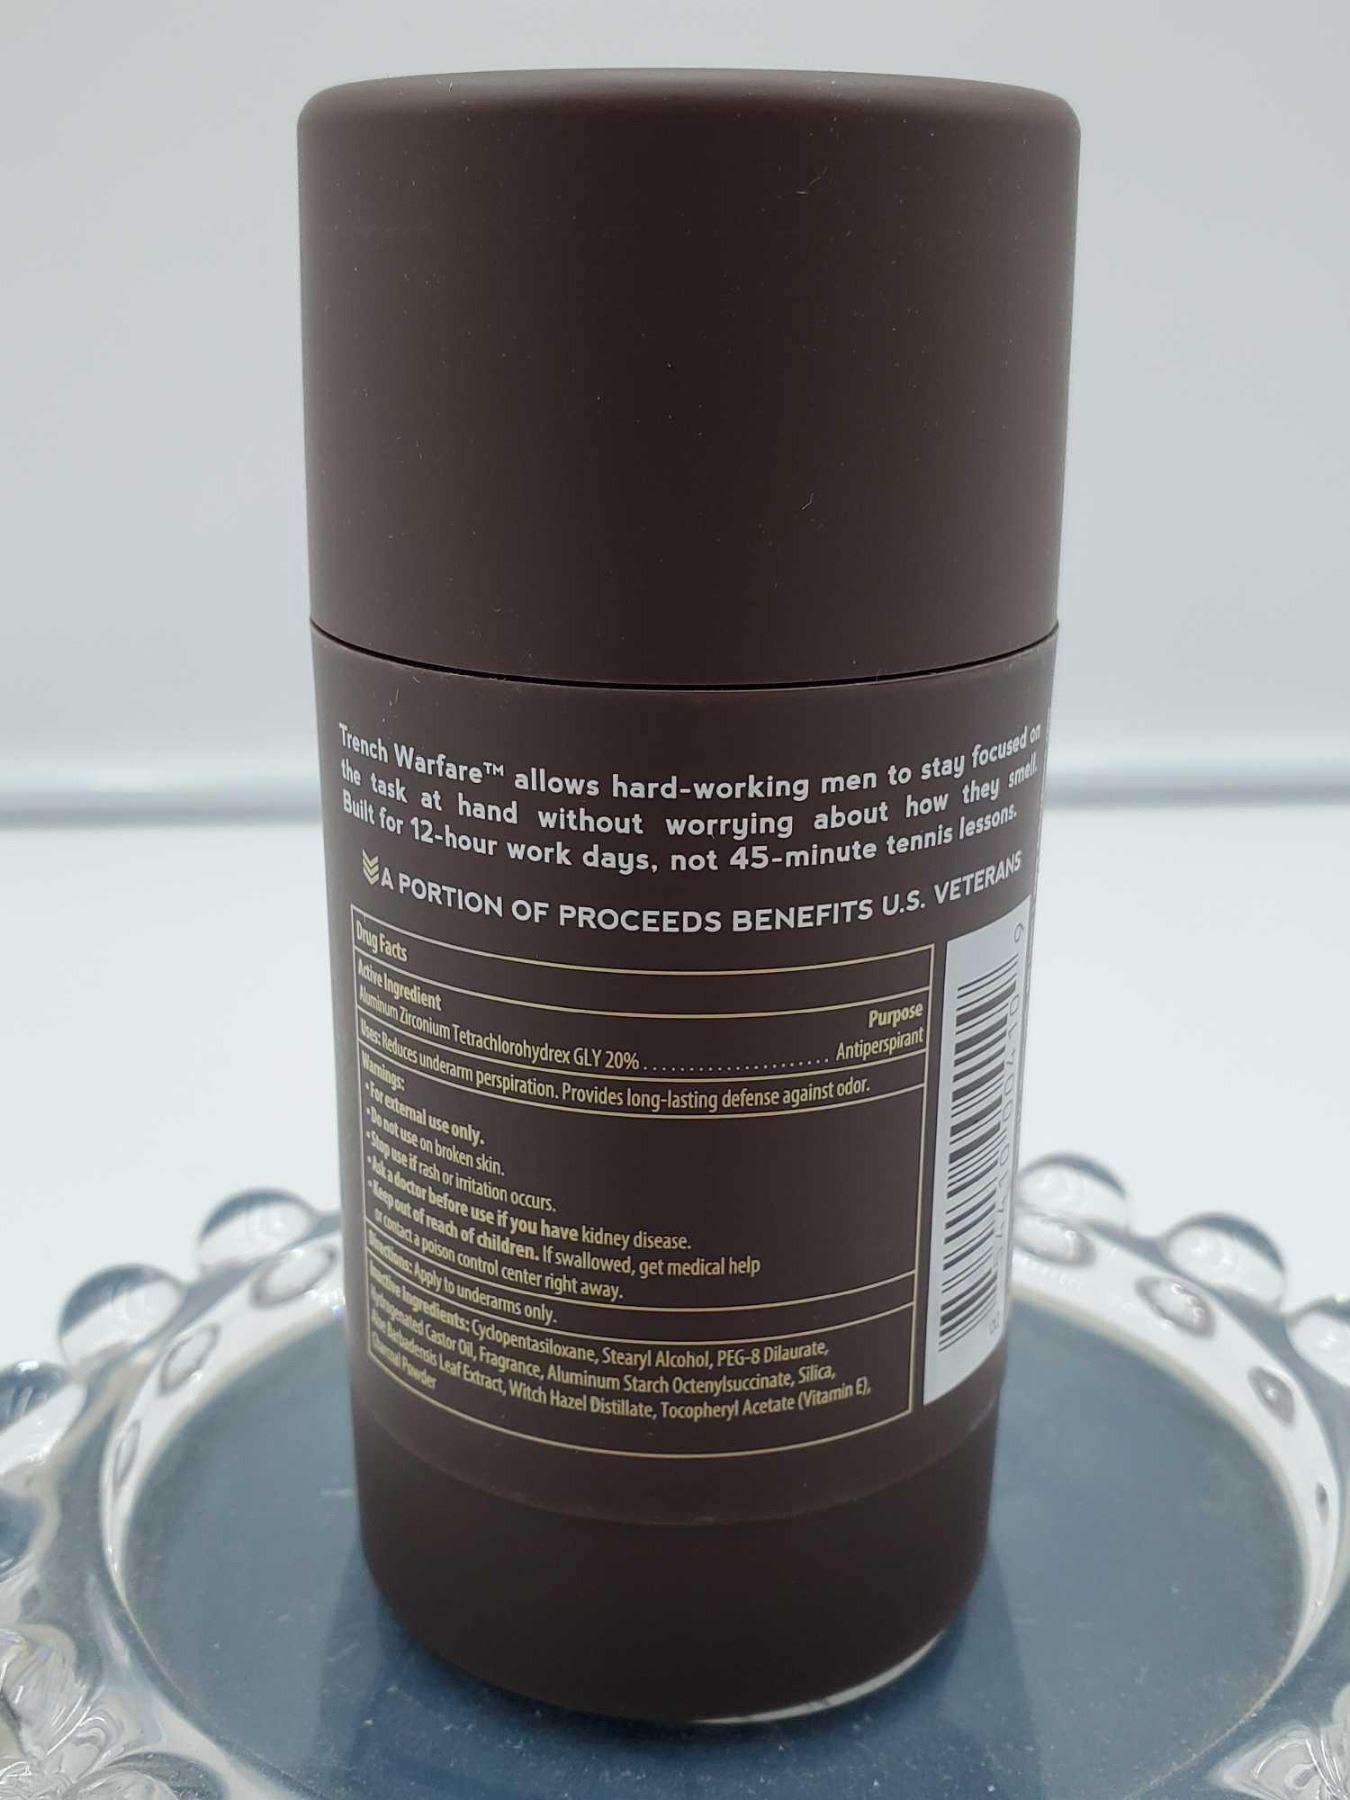 Trench Warfare™ allows hard-working men to stay focused on
the task at hand without worrying about how they smell.
Built for 12-hour work days, not 45-minute tennis lessons.
A PORTION OF PROCEEDS BENEFITS U.S. VETERANS
Drug Facts
Active Ingredient Purpose
Aluminum Zirconium Tetrachlorohydrex GLY 20%............................ Antiperspirant
Uses: Reduces underarm perspiration. Provides long-lasting defense against odor.
Warnings:
•For external use only.
•Do not use on broken skin.
•Stop use if rash or irritation occurs.
•Ask a doctor before use if you have kidney disease.
•Keep out of reach of children. If swallowed, get medical help
or contact a poison control center right away.
Directions: Apply to underarms only.
Inactive Ingredients: Cyclopentasiloxane, Stearyl Alcohol, PEG-8 Dilaurate,
Hydrogenated Castor Oil, Fragrance, Aluminum Starch Octenylsuccinate, Silica,
Aloe Barbadensis Leaf Extract, Witch Hazel Distillate, Tocopheryl Acetate (Vitamin E),
Charcoal Powder